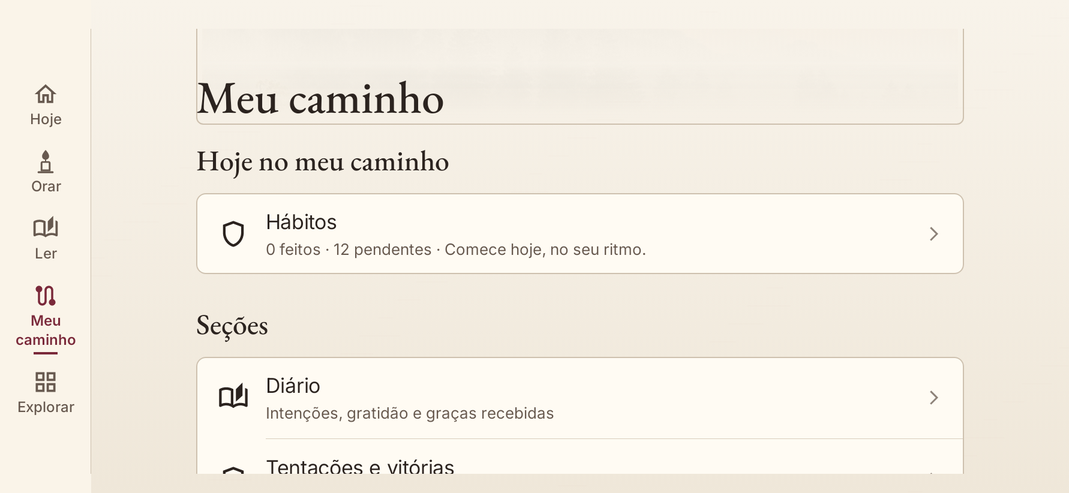 Hoje
Orar
Ler
Meu
caminho
Explorar
Meu caminho
Hoje no meu caminho
Hábitos
0 feitos · 12 pendentes · Comece hoje, no seu ritmo.
Seções
Diário
Intenções, gratidão e graças recebidas
Tentações e vitórias